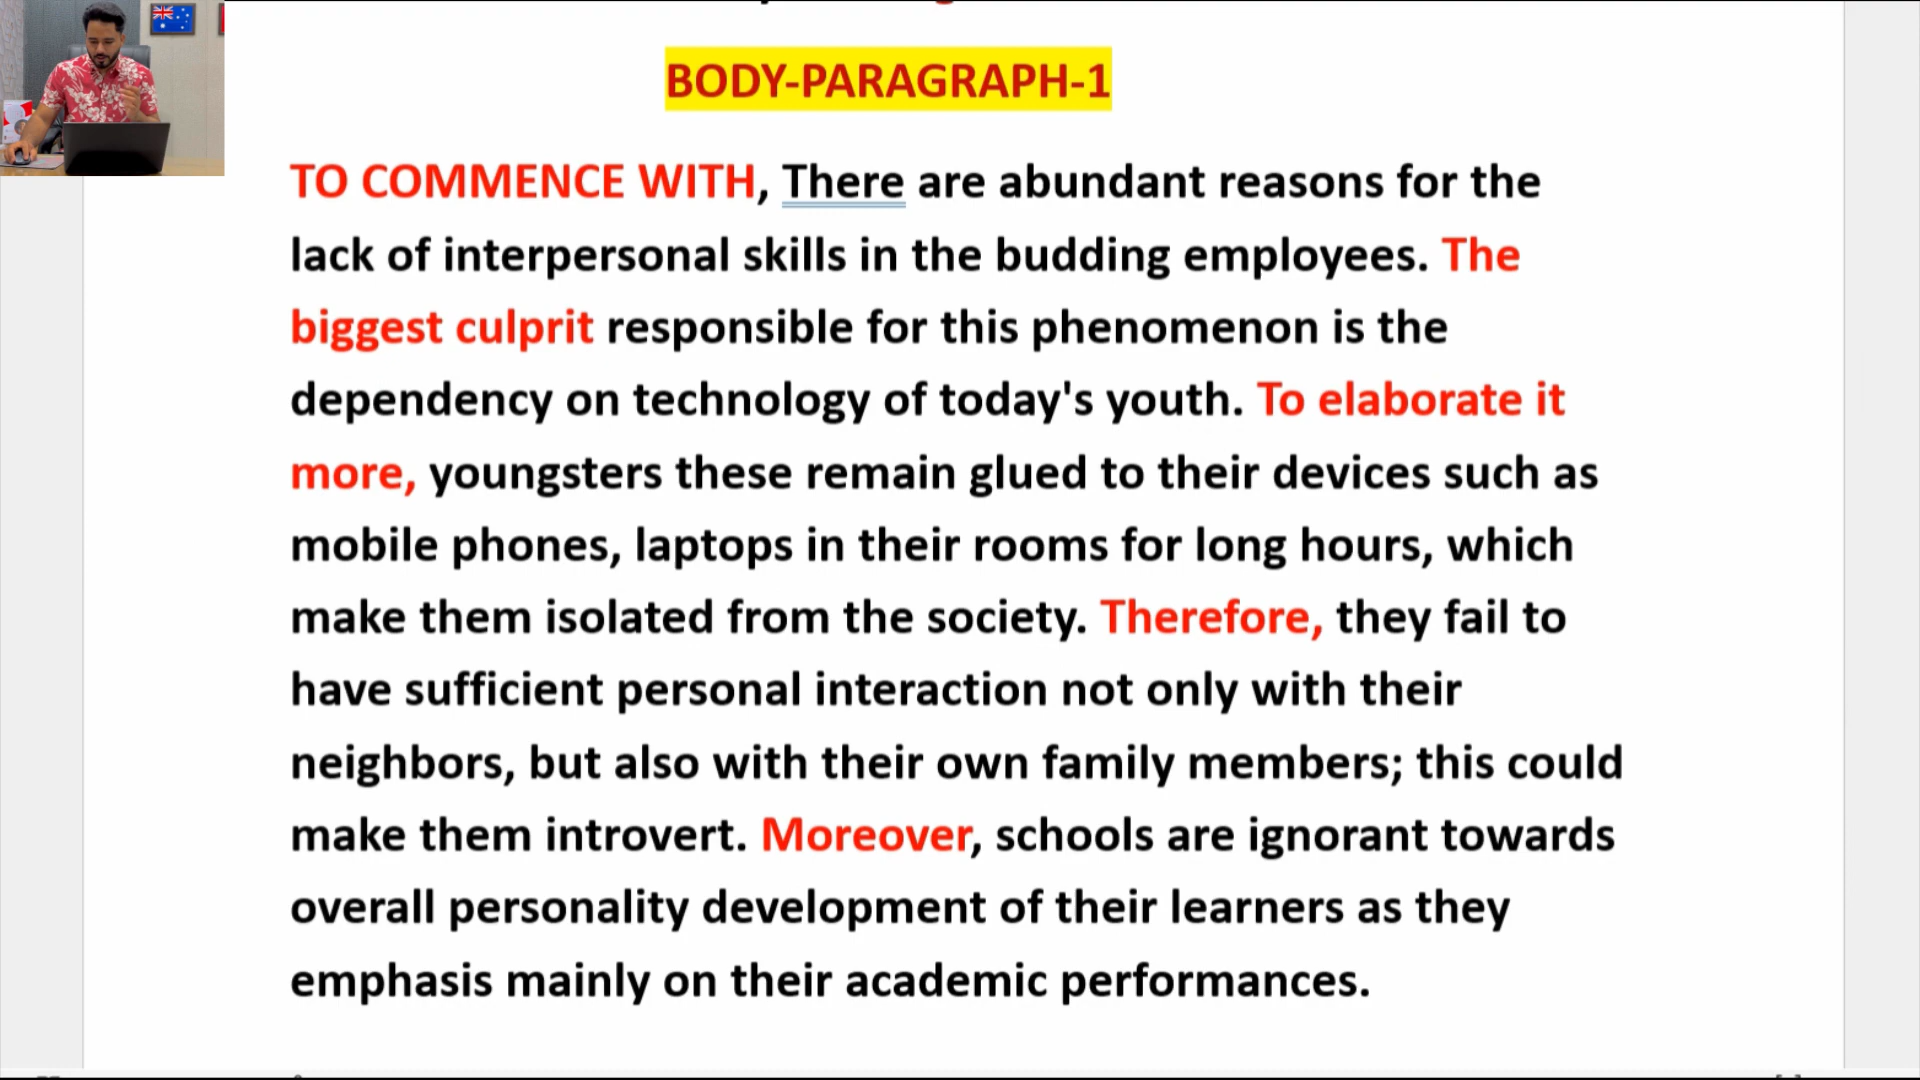 BODY-PARAGRAPH-1
TO COMMENCE WITH, There are abundant reasons for the
lack of interpersonal skills in the budding employees. The
biggest culprit responsible for this phenomenon is the
dependency on technology of today's youth. To elaborate it
more, youngsters these remain glued to their devices such as
mobile phones, laptops in their rooms for long hours, which
make them isolated from the society. Therefore, they fail to
have sufficient personal interaction not only with their
neighbors, but also with their own family members; this could
make them introvert. Moreover, schools are ignorant towards
overall personality development of their learners as they
emphasis mainly on their academic performances.